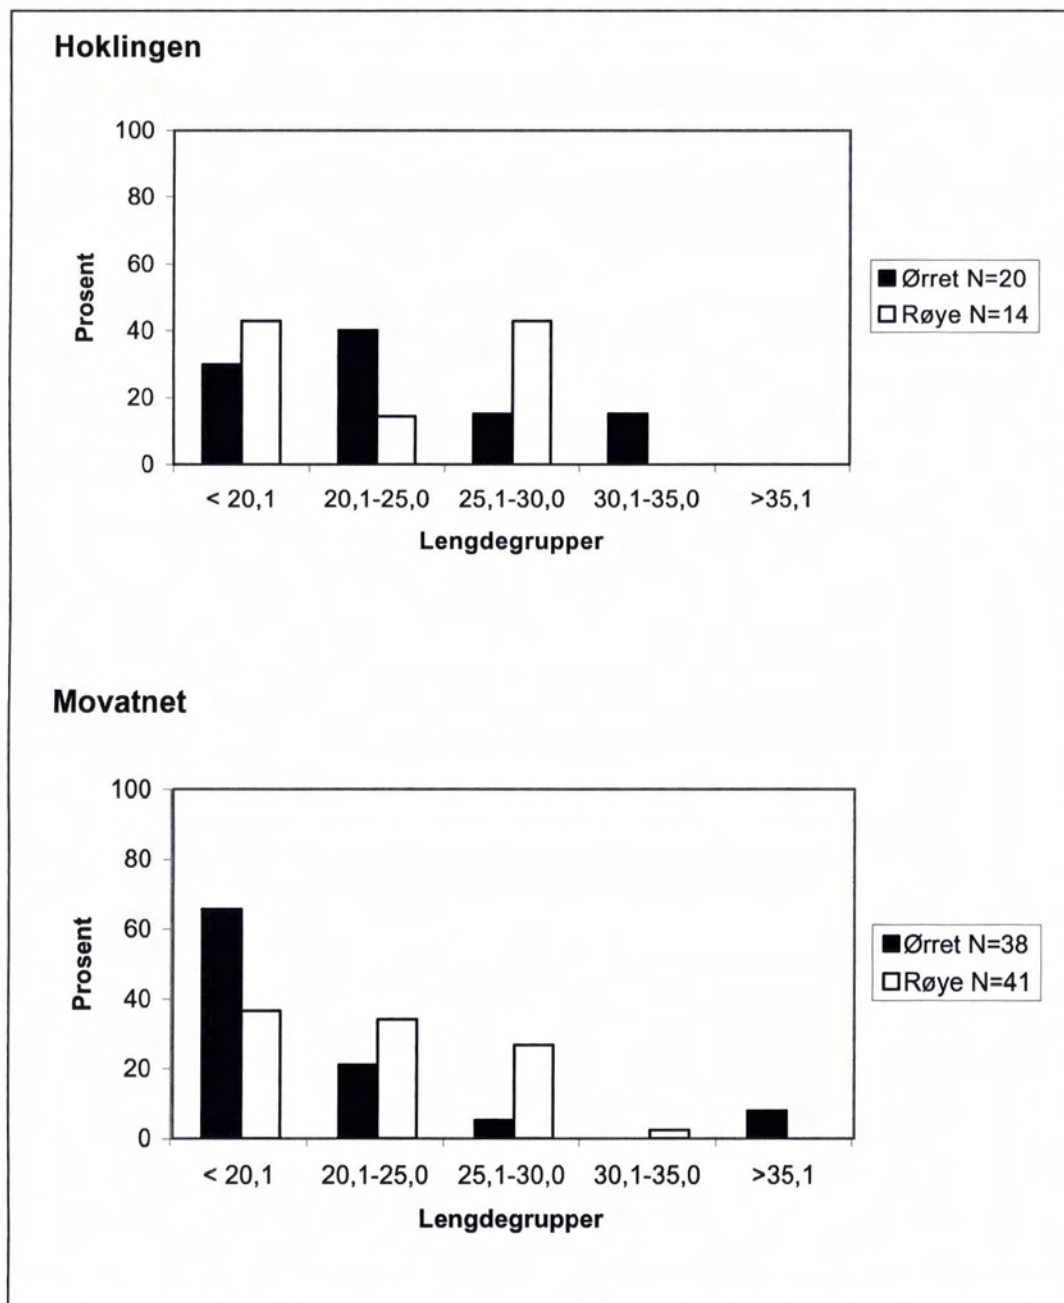 Hoklingen
100
80
60
40
20
0
Prosent
< 20,1 20,1-25,0 25,1-30,0 30,1-35,0 >35,1
Lengdegrupper
Ørret N=20
Røye N=14
Movatnet
100
80
60
40
20
0
Prosent
< 20,1 20,1-25,0 25,1-30,0 30,1-35,0 >35,1
Lengdegrupper
Ørret N=38
Røye N=41